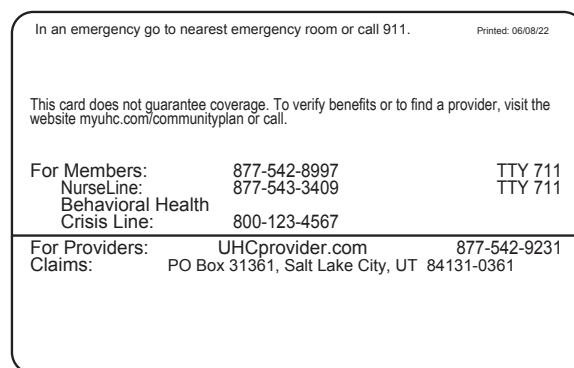 In an emergency go to nearest emergency room or call 911. Printed: 06/08/22
This card does not guarantee coverage. To verify benefits or to find a provider, visit the
website myuhc.com/communityplan or call.
For Members: 877-542-8997 TTY 711
NurseLine: 877-543-3409 TTY 711
Behavioral Health
Crisis Line: 800-123-4567
For Providers: UHCprovider.com 877-542-9231
Claims: PO Box 31361, Salt Lake City, UT 84131-0361